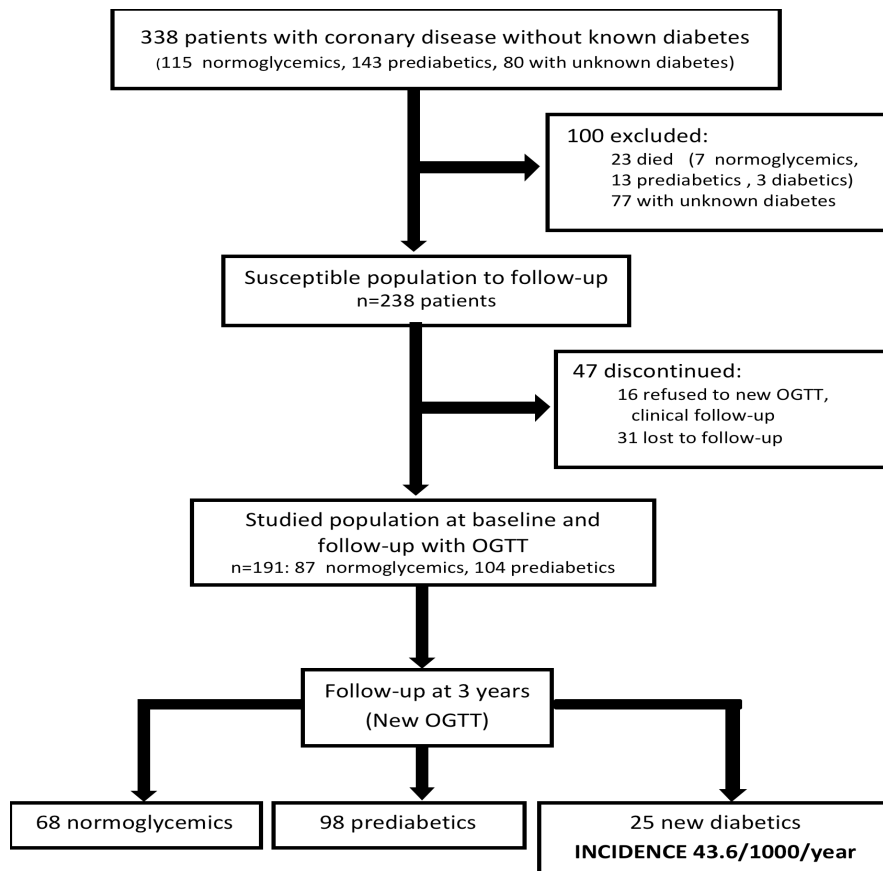 338 patients with coronary disease without known diabetes
(115 normoglycemics, 143 prediabetics, 80 with unknown diabetes)
100 excluded:
23 died (7 normoglycemics,
13 prediabetics , 3 diabetics)
77 with unknown diabetes
Susceptible population to follow-up
n=238 patients
47 discontinued:
16 refused to new OGTT,
clinical follow-up
31 lost to follow-up
Studied population at baseline and
follow-up with OGTT
n=191: 87 normoglycemics, 104 prediabetics
Follow-up at 3 years
(New OGTT)
68 normoglycemics
98 prediabetics
25 new diabetics
INCIDENCE 43.6/1000/year